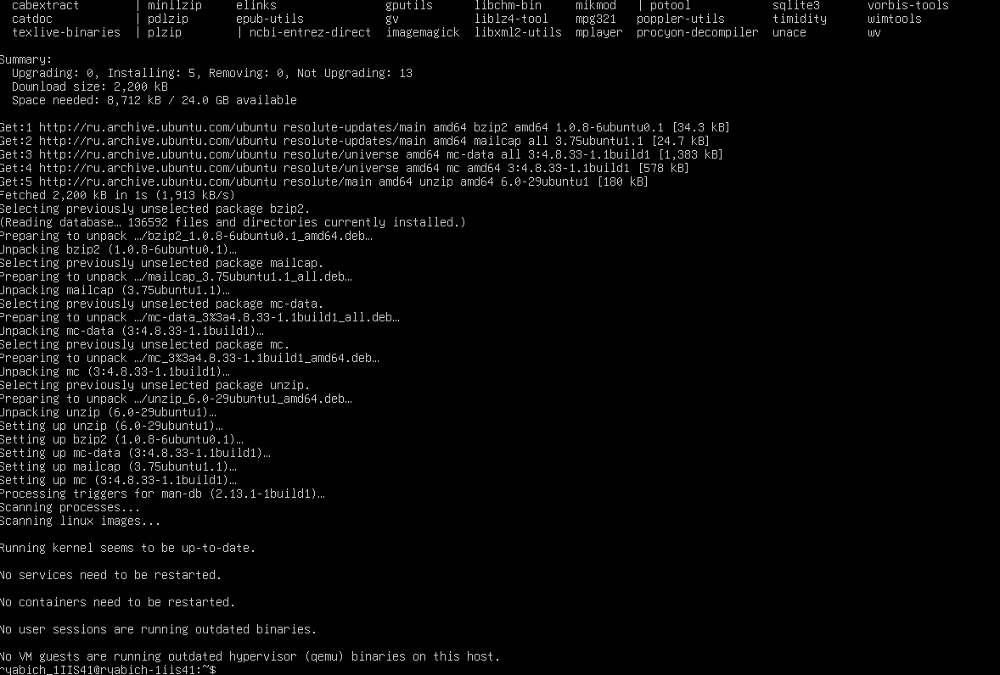 cabextract | minilzip elinks gputils libchm-bin mikmod | potool sqlite3 vorbis-tools
catdoc | pdlzip epub-utils gv liblz4-tool mpg321 poppler-utils timidity wimtools
texlive-binaries | plzip | ncbi-entrez-direct imagemagick libxml2-utils mplayer procyon-decompiler unace wv
Summary:
Upgrading: 0, Installing: 5, Removing: 0, Not Upgrading: 13
Download size: 2,200 kB
Space needed: 8,712 kB / 24.0 GB available
Get:1 http://ru.archive.ubuntu.com/ubuntu resolute-updates/main amd64 bzip2 amd64 1.0.8-6ubuntu0.1 [34.3 kB]
Get:2 http://ru.archive.ubuntu.com/ubuntu resolute-updates/main amd64 mailcap all 3.75ubuntu1.1 [24.7 kB]
Get:3 http://ru.archive.ubuntu.com/ubuntu resolute/universe amd64 mc-data all 3:4.8.33-1.1build1 [1,383 kB]
Get:4 http://ru.archive.ubuntu.com/ubuntu resolute/universe amd64 mc amd64 3:4.8.33-1.1build1 [578 kB]
Get:5 http://ru.archive.ubuntu.com/ubuntu resolute/main amd64 unzip amd64 6.0-29ubuntu1 [180 kB]
Fetched 2,200 kB in 1s (1,913 kB/s)
Selecting previously unselected package bzip2.
(Reading database… 136592 files and directories currently installed.)
Preparing to unpack …/bzip2_1.0.8-6ubuntu0.1_amd64.deb…
Unpacking bzip2 (1.0.8-6ubuntu0.1)…
Selecting previously unselected package mailcap.
Preparing to unpack …/mailcap_3.75ubuntu1.1_all.deb…
Unpacking mailcap (3.75ubuntu1.1)…
Selecting previously unselected package mc-data.
Preparing to unpack …/mc-data_3%3a4.8.33-1.1build1_all.deb…
Unpacking mc-data (3:4.8.33-1.1build1)…
Selecting previously unselected package mc.
Preparing to unpack …/mc_3%3a4.8.33-1.1build1_amd64.deb…
Unpacking mc (3:4.8.33-1.1build1)…
Selecting previously unselected package unzip.
Preparing to unpack …/unzip_6.0-29ubuntu1_amd64.deb…
Unpacking unzip (6.0-29ubuntu1)…
Setting up unzip (6.0-29ubuntu1)…
Setting up bzip2 (1.0.8-6ubuntu0.1)…
Setting up mc-data (3:4.8.33-1.1build1)…
Setting up mailcap (3.75ubuntu1.1)…
Setting up mc (3:4.8.33-1.1build1)…
Processing triggers for man-db (2.13.1-1build1)…
Scanning processes...
Scanning linux images...
Running kernel seems to be up-to-date.
No services need to be restarted.
No containers need to be restarted.
No user sessions are running outdated binaries.
No VM guests are running outdated hypervisor (qemu) binaries on this host.
ryabich_1IIS41@ryabich-1iis41:~$